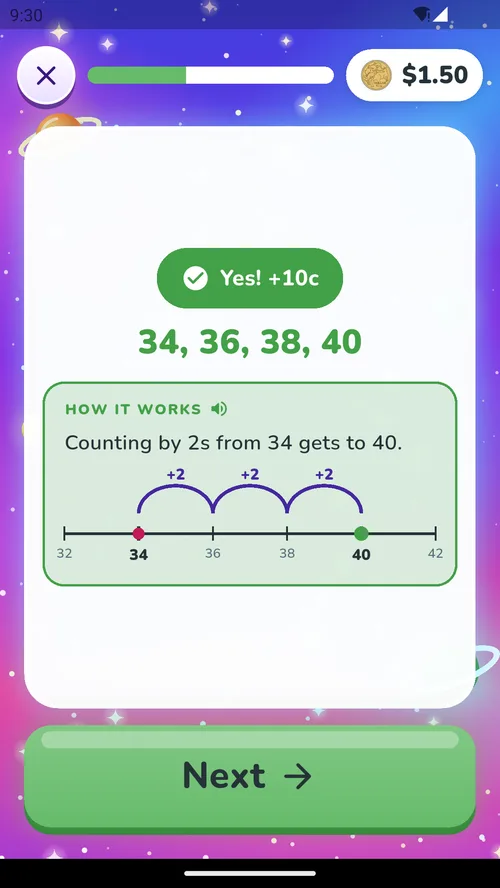 9:30
$1.50
Yes! +10c
34, 36, 38, 40
HOW IT WORKS
Counting by 2s from 34 gets to 40.
+2 +2 +2
32 34 36 38 40 42
Next